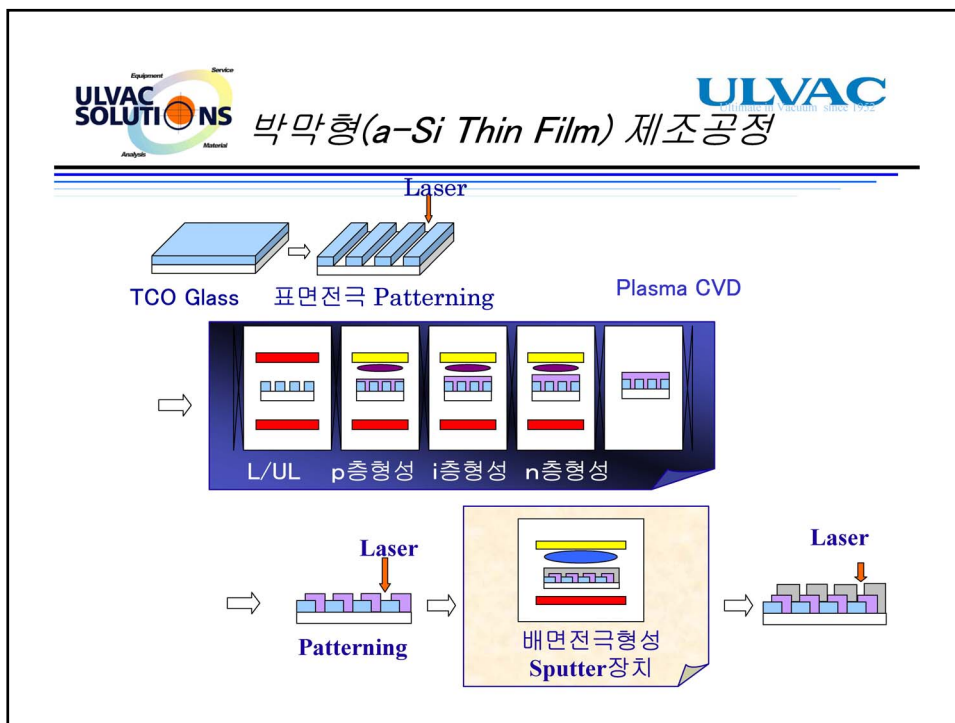 Equipment
Service
ULVAC
SOLUTI NS
Analysis
Material
ULVAC
Ultimate in Vacuum since 1952
박막형(a-Si Thin Film) 제조공정
Laser
TCO Glass
표면전극 Patterning
Plasma CVD
L/UL
p층형성
i층형성
n층형성
Laser
Patterning
배면전극형성
Sputter장치
Laser